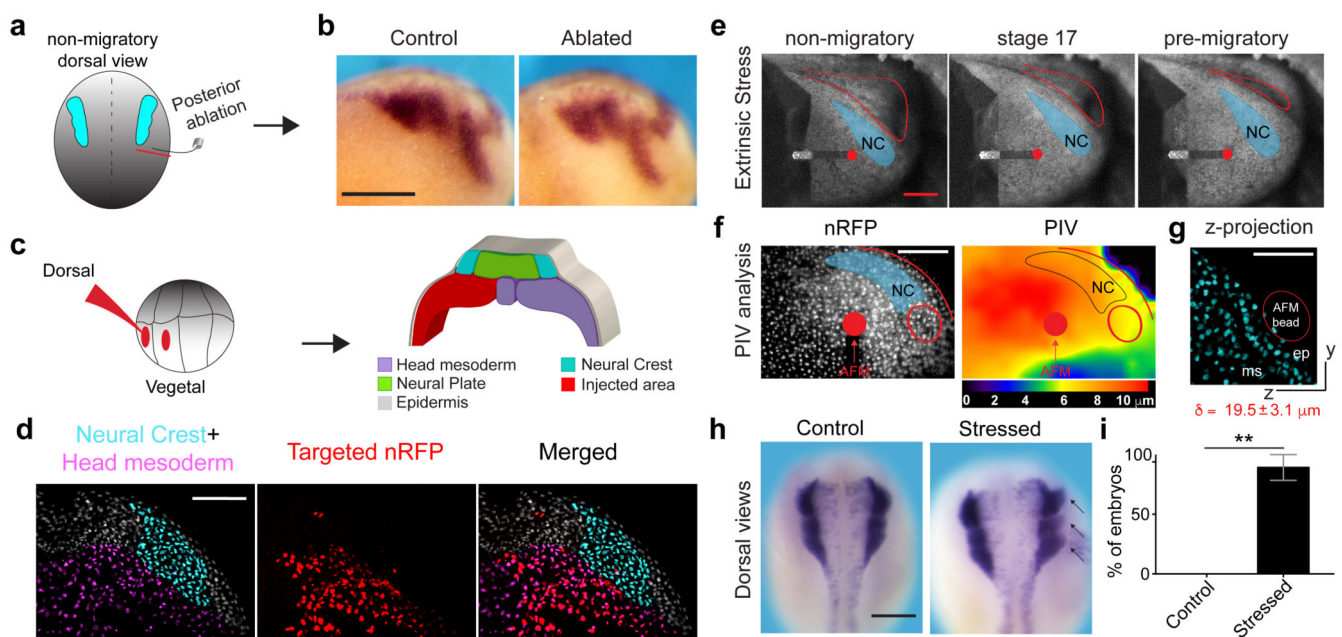 a
non-migratory
dorsal view
Posterior
ablation
b
Control
Ablated
c
Dorsal
Vegetal
Head mesoderm
Neural Plate
Epidermis
Neural Crest
Injected area
d
Neural Crest+
Head mesoderm
Targeted nRFP
Merged
e
Extrinsic Stress
non-migratory
stage 17
pre-migratory
NC
NC
NC
f
PIV analysis
nRFP
PIV
NC
AFM
NC
AFM
0 2 4 6 8 10 μm
g
z-projection
AFM
bead
ep
ms
y
z
δ = 19.5±3.1 μm
h
Dorsal views
Control
Stressed
i
**
% of embryos
100
50
0
Control
Stressed